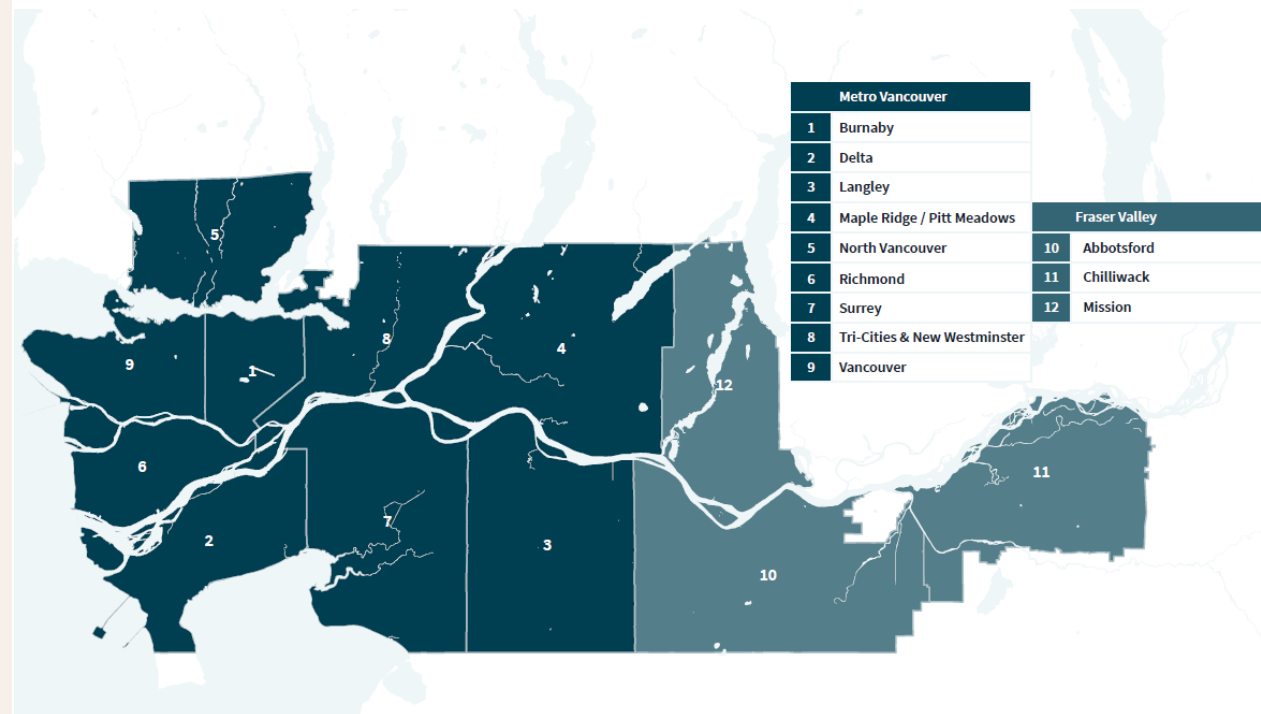 Metro Vancouver
1 Burnaby
2 Delta
3 Langley
4 Maple Ridge / Pitt Meadows
5 North Vancouver
6 Richmond
7 Surrey
8 Tri-Cities & New Westminster
9 Vancouver
Fraser Valley
10 Abbotsford
11 Chilliwack
12 Mission
5
8
4
9
1
12
6
11
7
2
3
10